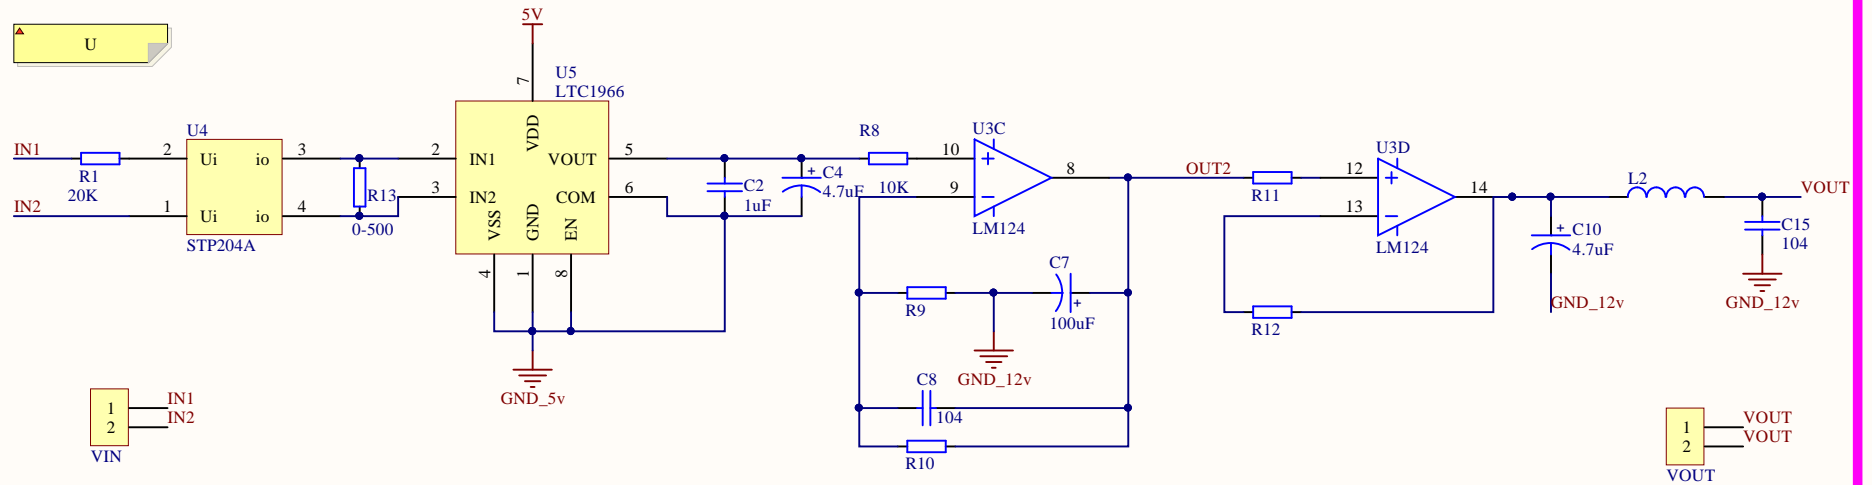 U
5V
7
U5
LTC1966
VDD
IN1
R1
20K
2
U4
Ui
io
3
2
IN1
VOUT
5
R8
10
U3C
8
OUT2
12
U3D
14
L2
VOUT
IN2
1
Ui
io
4
STP204A
R13
0-500
3
IN2
COM
6
C2
1uF
C4
4.7uF
10K
9
LM124
R11
13
LM124
C10
4.7uF
C15
104
VSS
GND
EN
4
1
8
GND_5v
R9
C7
100uF
GND_12v
R12
GND_12v
GND_12v
C8
104
R10
1
2
IN1
IN2
VIN
1
2
VOUT
VOUT
VOUT